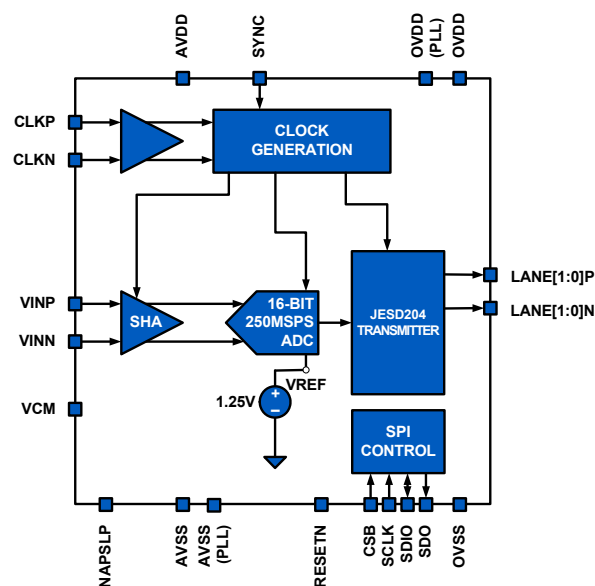 AVDD
SYNC
OVDD
(PLL)
OVDD
CLKP
CLKN
CLOCK
GENERATION
VINP
VINN
SHA
16-BIT
250MSPS
ADC
JESD204
TRANSMITTER
LANE[1:0]P
LANE[1:0]N
VREF
1.25V
+
−
VCM
SPI
CONTROL
NAPSLP
AVSS
AVSS
(PLL)
RESETN
CSB
SCLK
SDIO
SDO
OVSS